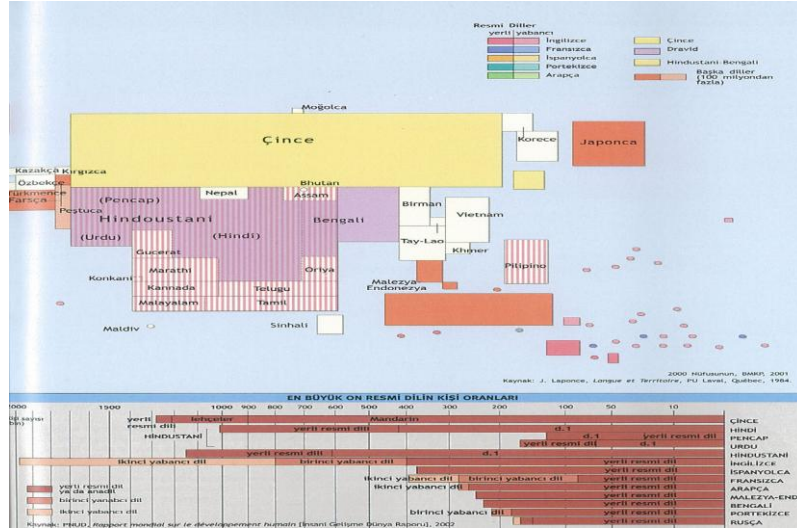 Resmi Diller
yerli yabancı
İngilizce
Fransızca
İspanyolca
Portekizce
Arapça
Çince
Dravid
Hindustani-Bengali
Başka diller
(100 milyondan
fazla)
Moğolca
Çince
Korece
Japonca
Kazakça
Kırgızca
Özbekçe
Türkmence
Farsça
Peştuca
(Pencap)
Nepal
Bhutan
Assam
Hindoustani
Bengali
(Urdu)
(Hindi)
Birman
Vietnam
Tay-Lao
Khmer
Gucerat
Marathi
Oriya
Pilipino
Konkani
Kannada
Telugu
Malezya
Endonezya
Malayalam
Tamil
Maldiv
Sinhali
2000 Nüfusunun, BMKP, 2001
Kaynak: J. Laponce, Langue et Territoire, PU Laval, Québec, 1984.
EN BÜYÜK ON RESMİ DİLİN KİŞİ ORANLARI
1500 1000 500 400 300 200 100 50 10
yerli
resmi dil
lehçeler
Mandarin
ÇİNCE
yerli resmi dil
d.1
HİNDİ
HİNDUSTANİ
d.1
yerli resmi dil
PENCAP
yerli resmi dil
d.1
URDU
yerli resmi dil
d.1
HİNDUSTANİ
ikinci yabancı dil
birinci yabancı dil
yerli resmi dil
İNGİLİZCE
yerli resmi dil
İSPANYOLCA
ikinci yabancı dil
birinci yabancı dil
yerli resmi dil
FRANSIZCA
ikinci yabancı dil
yerli resmi dil
ARAPÇA
yerli resmi dil
MALEZY-END
yerli resmi dil
BENGALİ
birinci yabancı dil
yerli resmi dil
PORTEKİZCE
yerli resmi dil
RUSÇA
yerli resmi dil
ya da anadil
birinci yabancı dil
ikinci yabancı dil
Kaynak: PNUD, Rapport mondial sur le développement humain [İnsani Gelişme Dünya Raporu], 2002